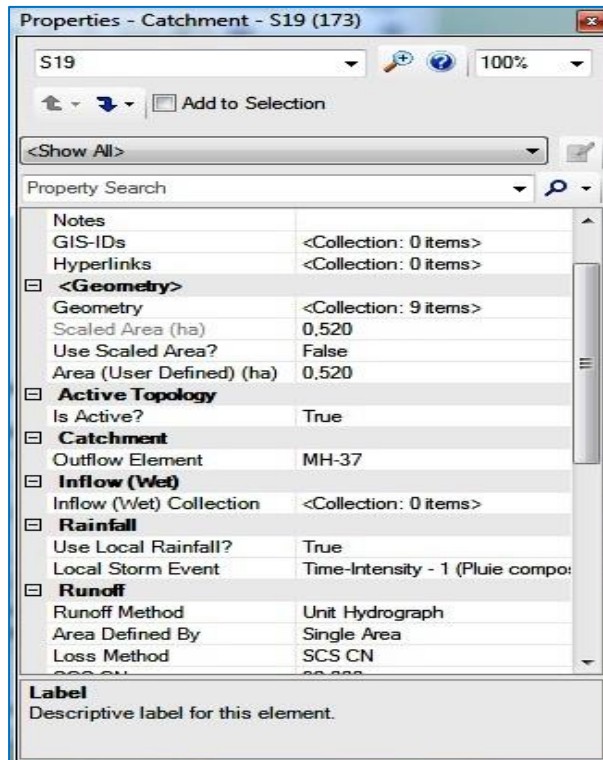 Properties - Catchment - S19 (173)
S19 100%
Add to Selection
<Show All>
Property Search
Notes
GIS-IDs <Collection: 0 items>
Hyperlinks <Collection: 0 items>
<Geometry>
Geometry <Collection: 9 items>
Scaled Area (ha) 0,520
Use Scaled Area? False
Area (User Defined) (ha) 0,520
Active Topology
Is Active? True
Catchment
Outflow Element MH-37
Inflow (Wet)
Inflow (Wet) Collection <Collection: 0 items>
Rainfall
Use Local Rainfall? True
Local Storm Event Time-Intensity - 1 (Pluie compo
Runoff
Runoff Method Unit Hydrograph
Area Defined By Single Area
Loss Method SCS CN
Label
Descriptive label for this element.